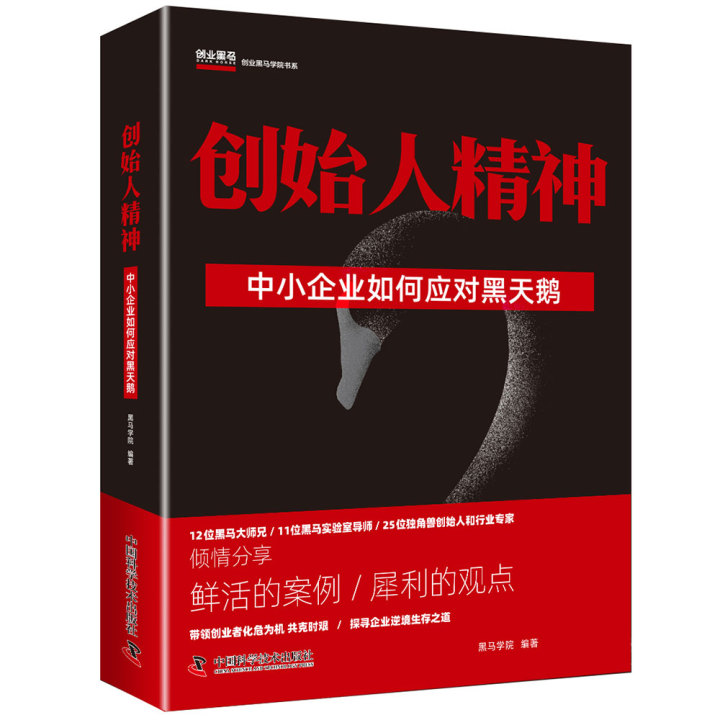 创业黑马
DARK HORSE
创业黑马学院书系
创始人精神
中小企业如何应对黑天鹅
12位黑马大师兄 / 11位黑马实验室导师 / 25位独角兽创始人和行业专家
倾情分享
鲜活的案例 / 犀利的观点
带领创业者化危为机 共克时艰 / 探寻企业逆境生存之道
黑马学院 编著
中国科学技术出版社
创始人精神
中小企业如何应对黑天鹅
黑马学院 编著
中国科学技术出版社